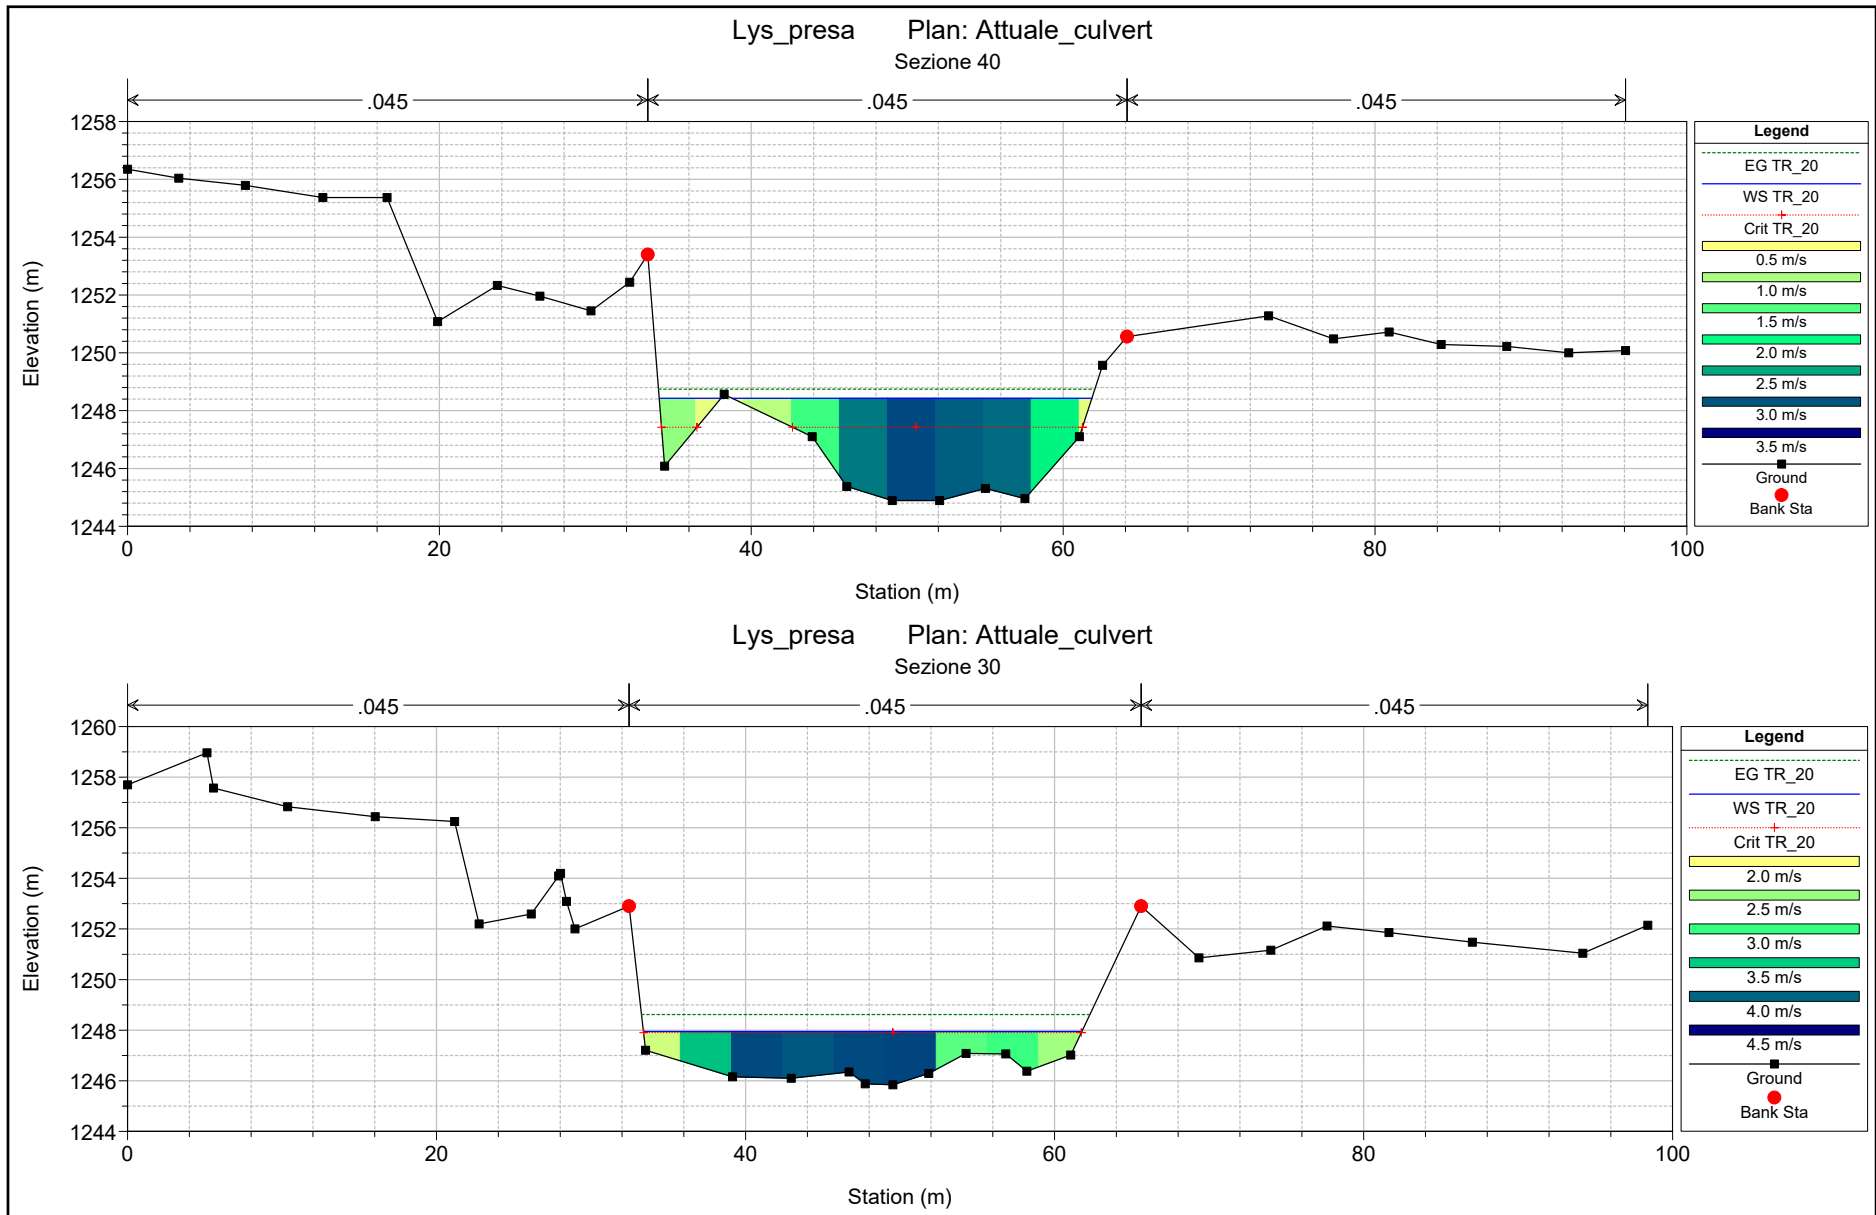 Lys_presa Plan: Attuale_culvert
Sezione 40
.045 .045 .045
Elevation (m)
1258
1256
1254
1252
1250
1248
1246
1244
0 20 40 60 80 100
Station (m)
Legend
EG TR_20
WS TR_20
Crit TR_20
0.5 m/s
1.0 m/s
1.5 m/s
2.0 m/s
2.5 m/s
3.0 m/s
3.5 m/s
Ground
Bank Sta
Lys_presa Plan: Attuale_culvert
Sezione 30
.045 .045 .045
Elevation (m)
1260
1258
1256
1254
1252
1250
1248
1246
1244
0 20 40 60 80 100
Station (m)
Legend
EG TR_20
WS TR_20
Crit TR_20
2.0 m/s
2.5 m/s
3.0 m/s
3.5 m/s
4.0 m/s
4.5 m/s
Ground
Bank Sta